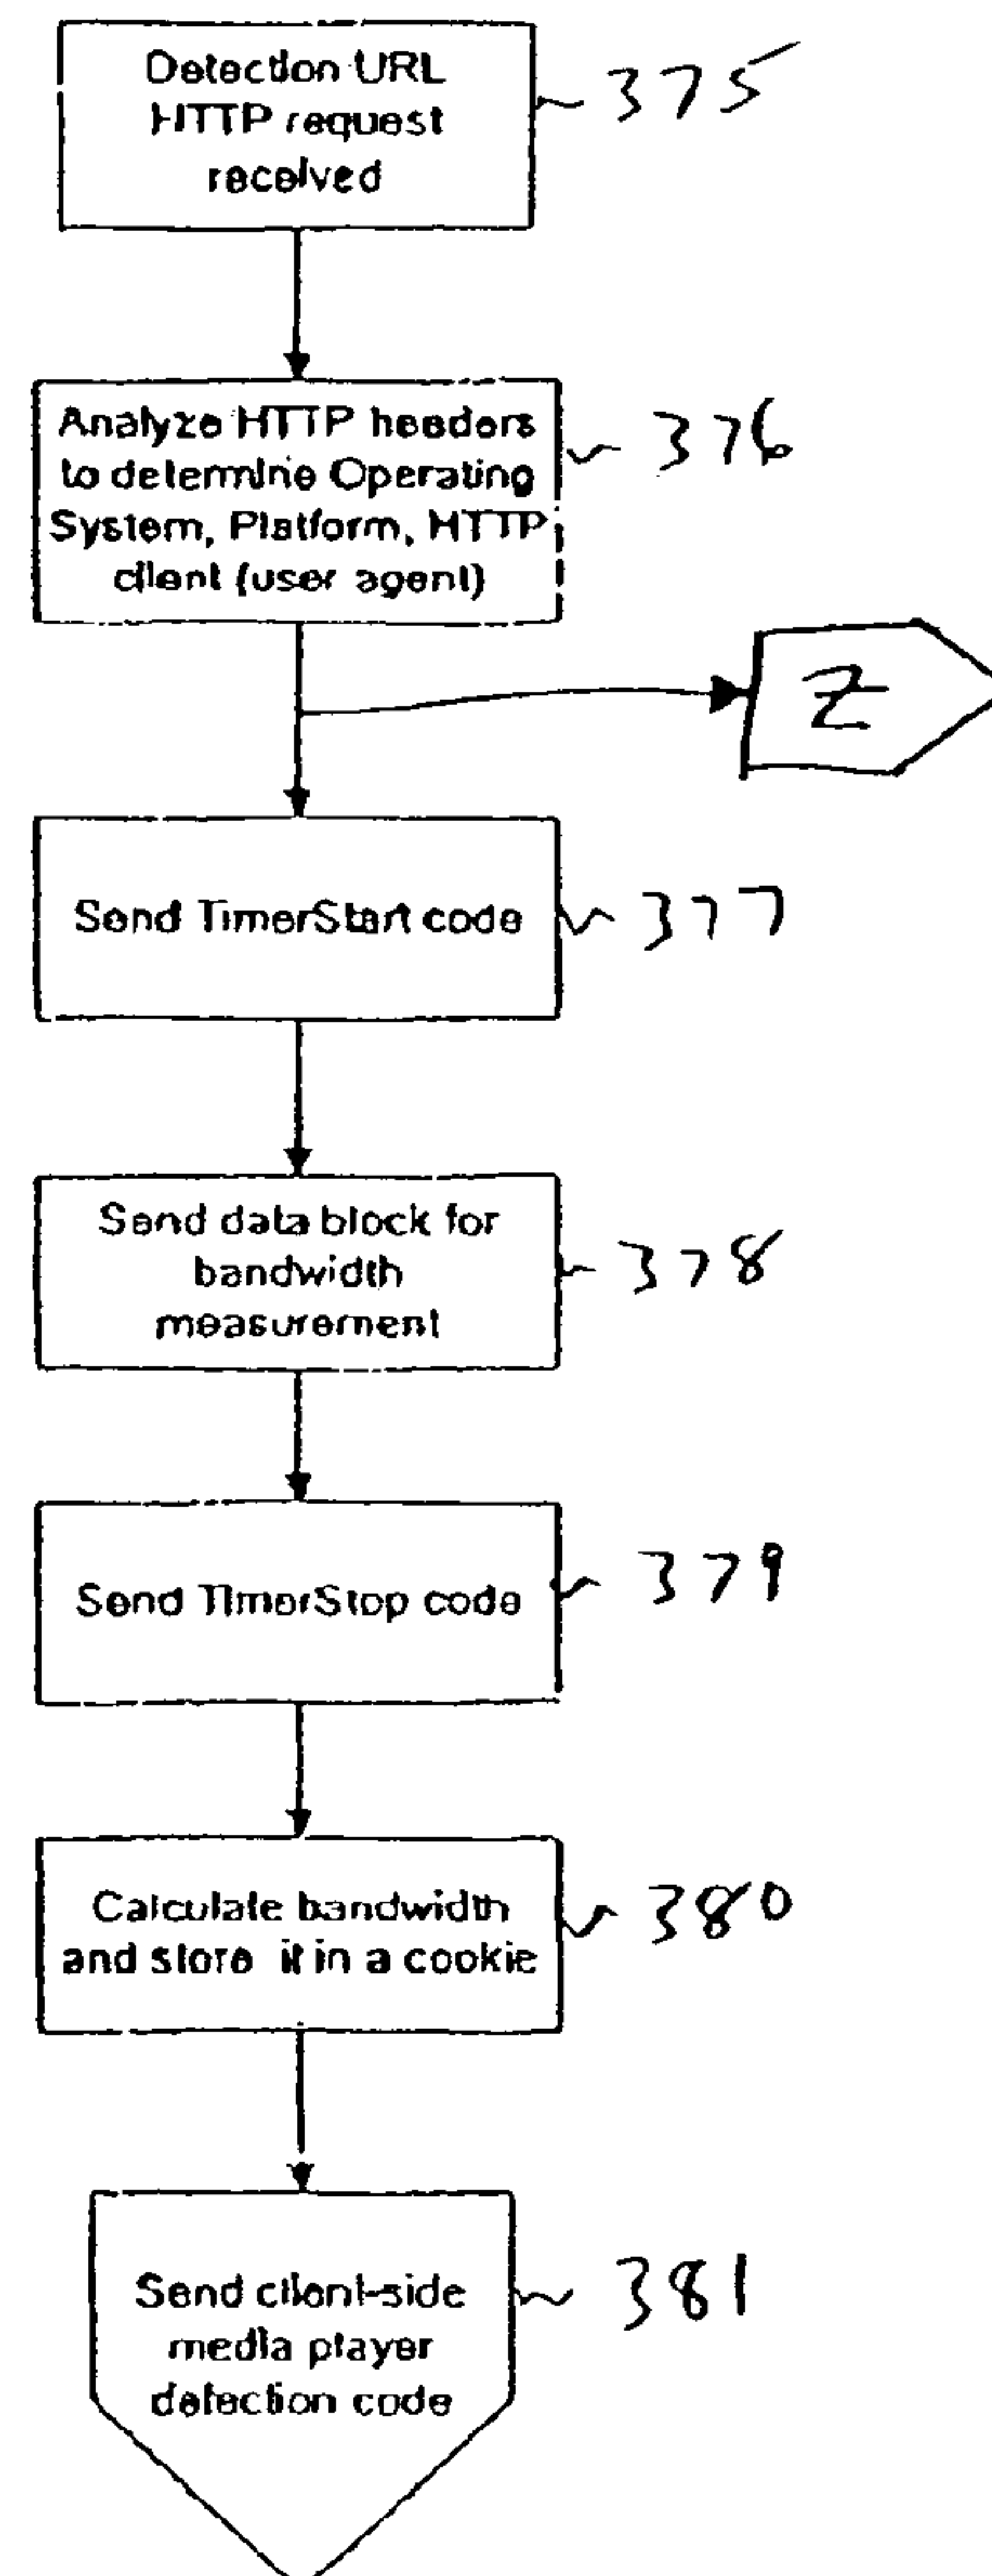 Detection URL
HTTP request
received
375
Analyze HTTP headers
to determine Operating
System, Platform, HTTP
client (user agent)
376
Z
Send TimerStart code
377
Send data block for
bandwidth
measurement
378
Send TimerStop code
379
Calculate bandwidth
and store it in a cookie
380
Send client-side
media player
detection code
381